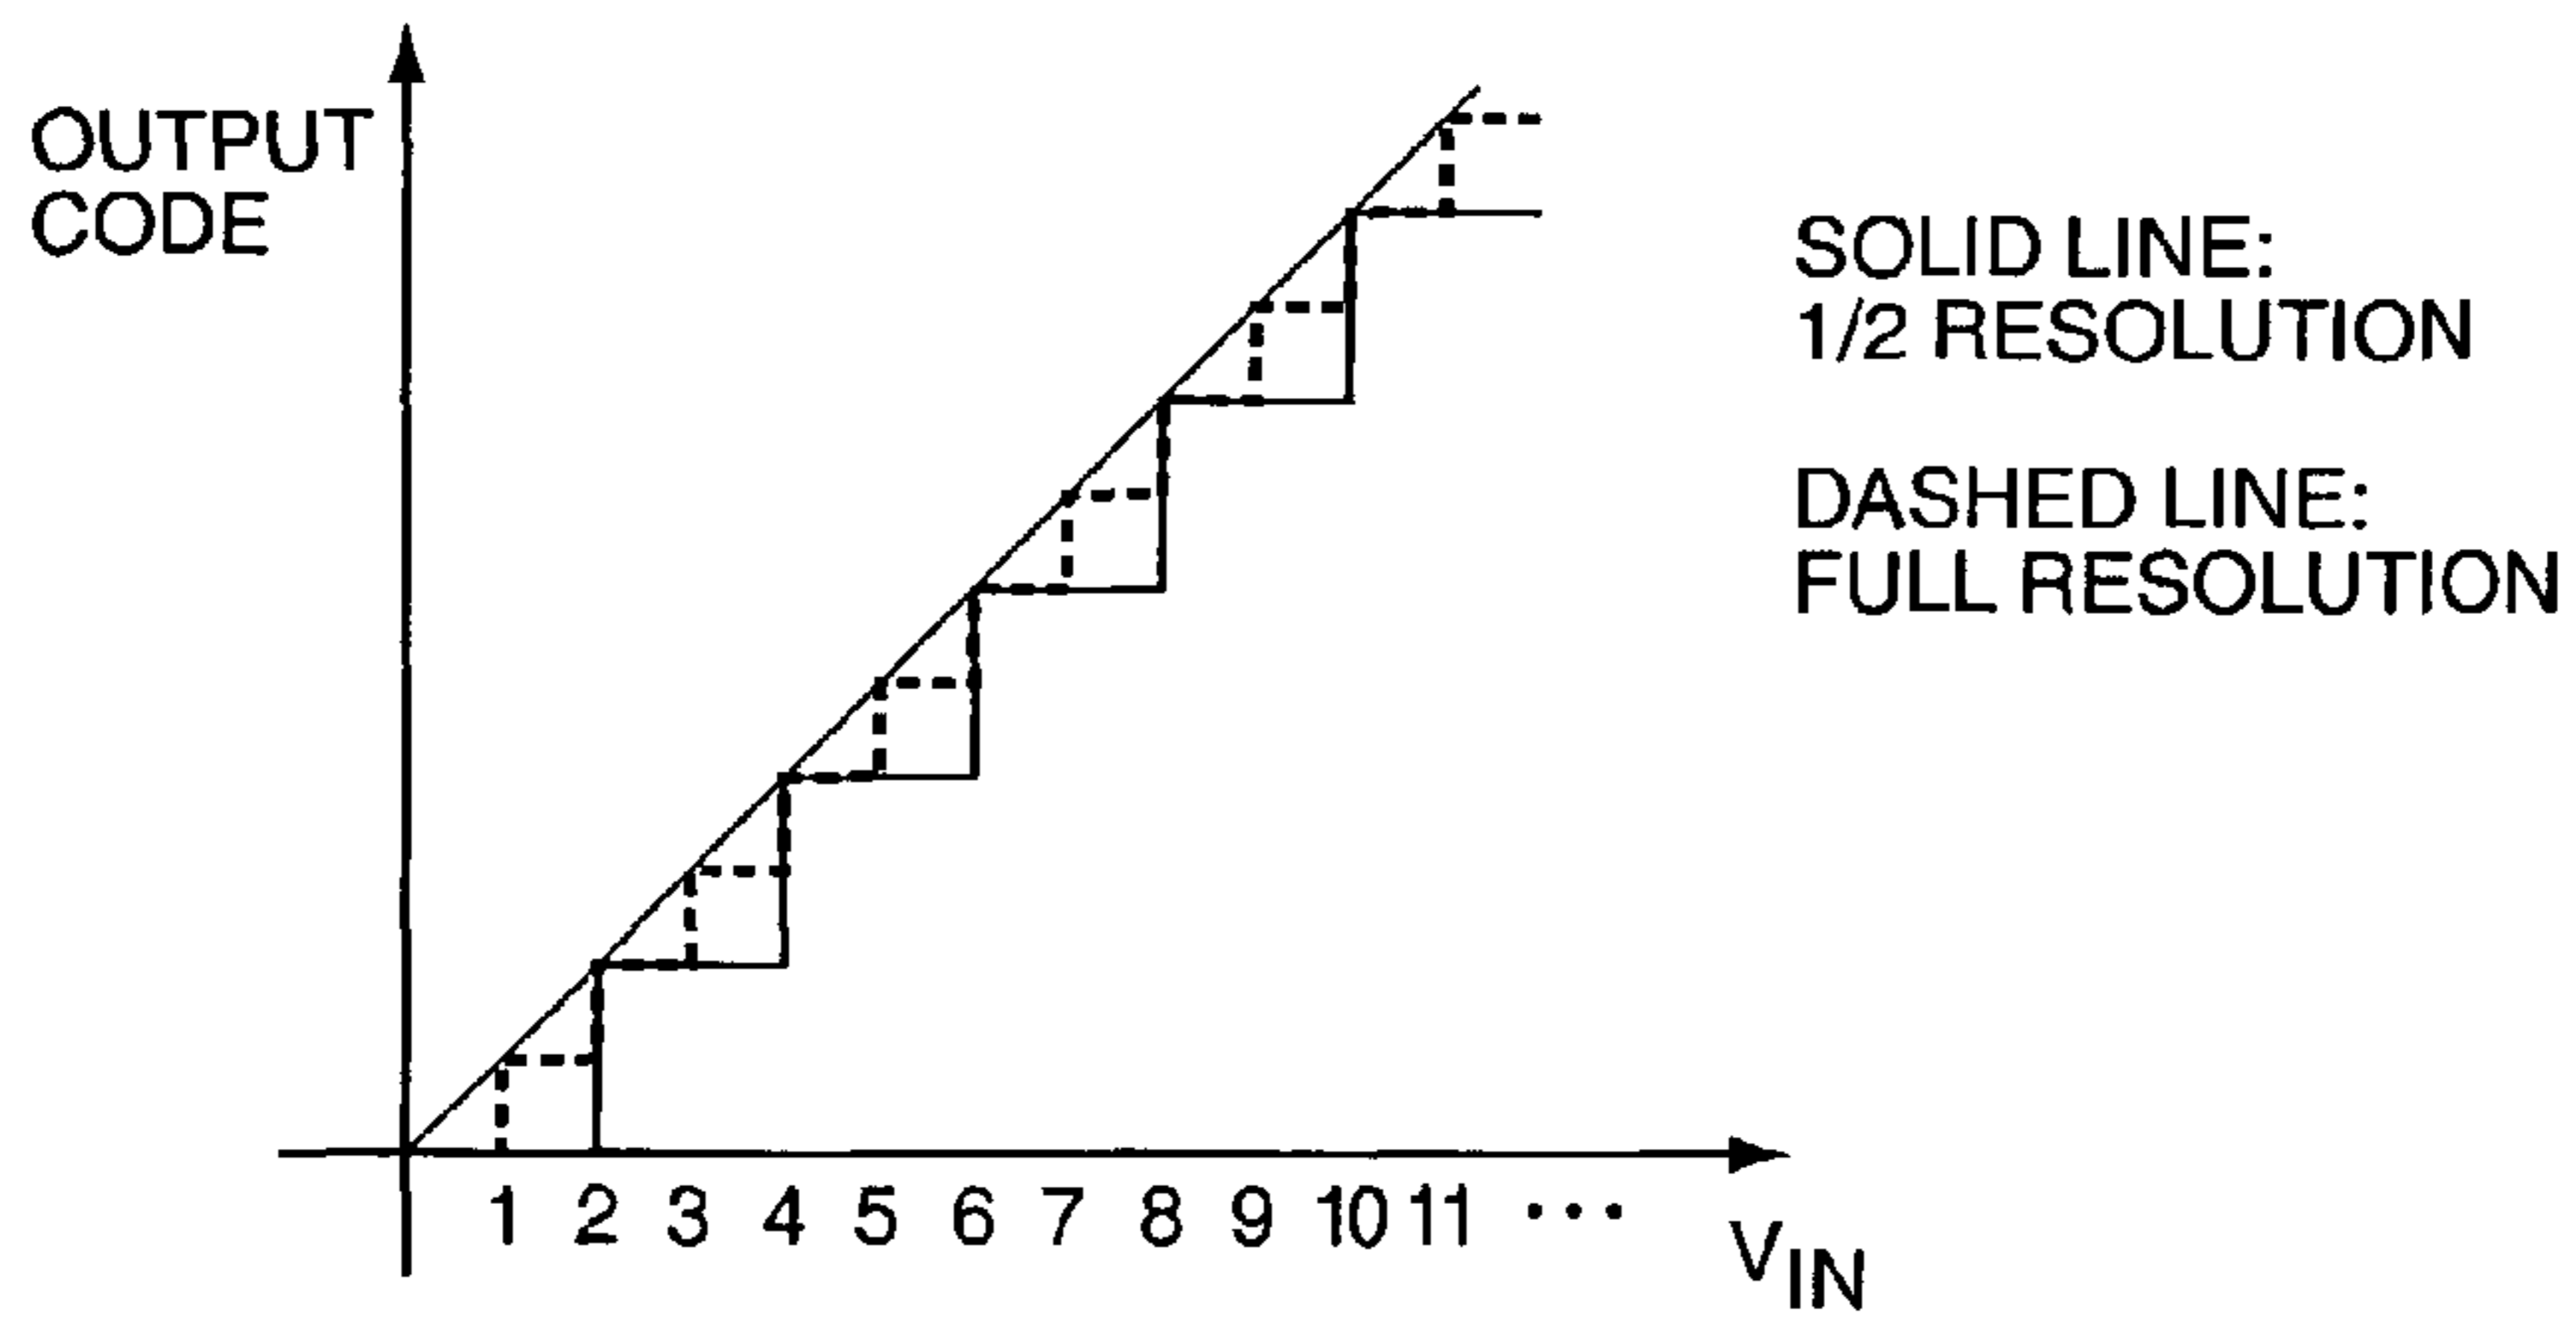 OUTPUT
CODE
SOLID LINE:
1/2 RESOLUTION
DASHED LINE:
FULL RESOLUTION
1 2 3 4 5 6 7 8 9 10 11 •••
VIN